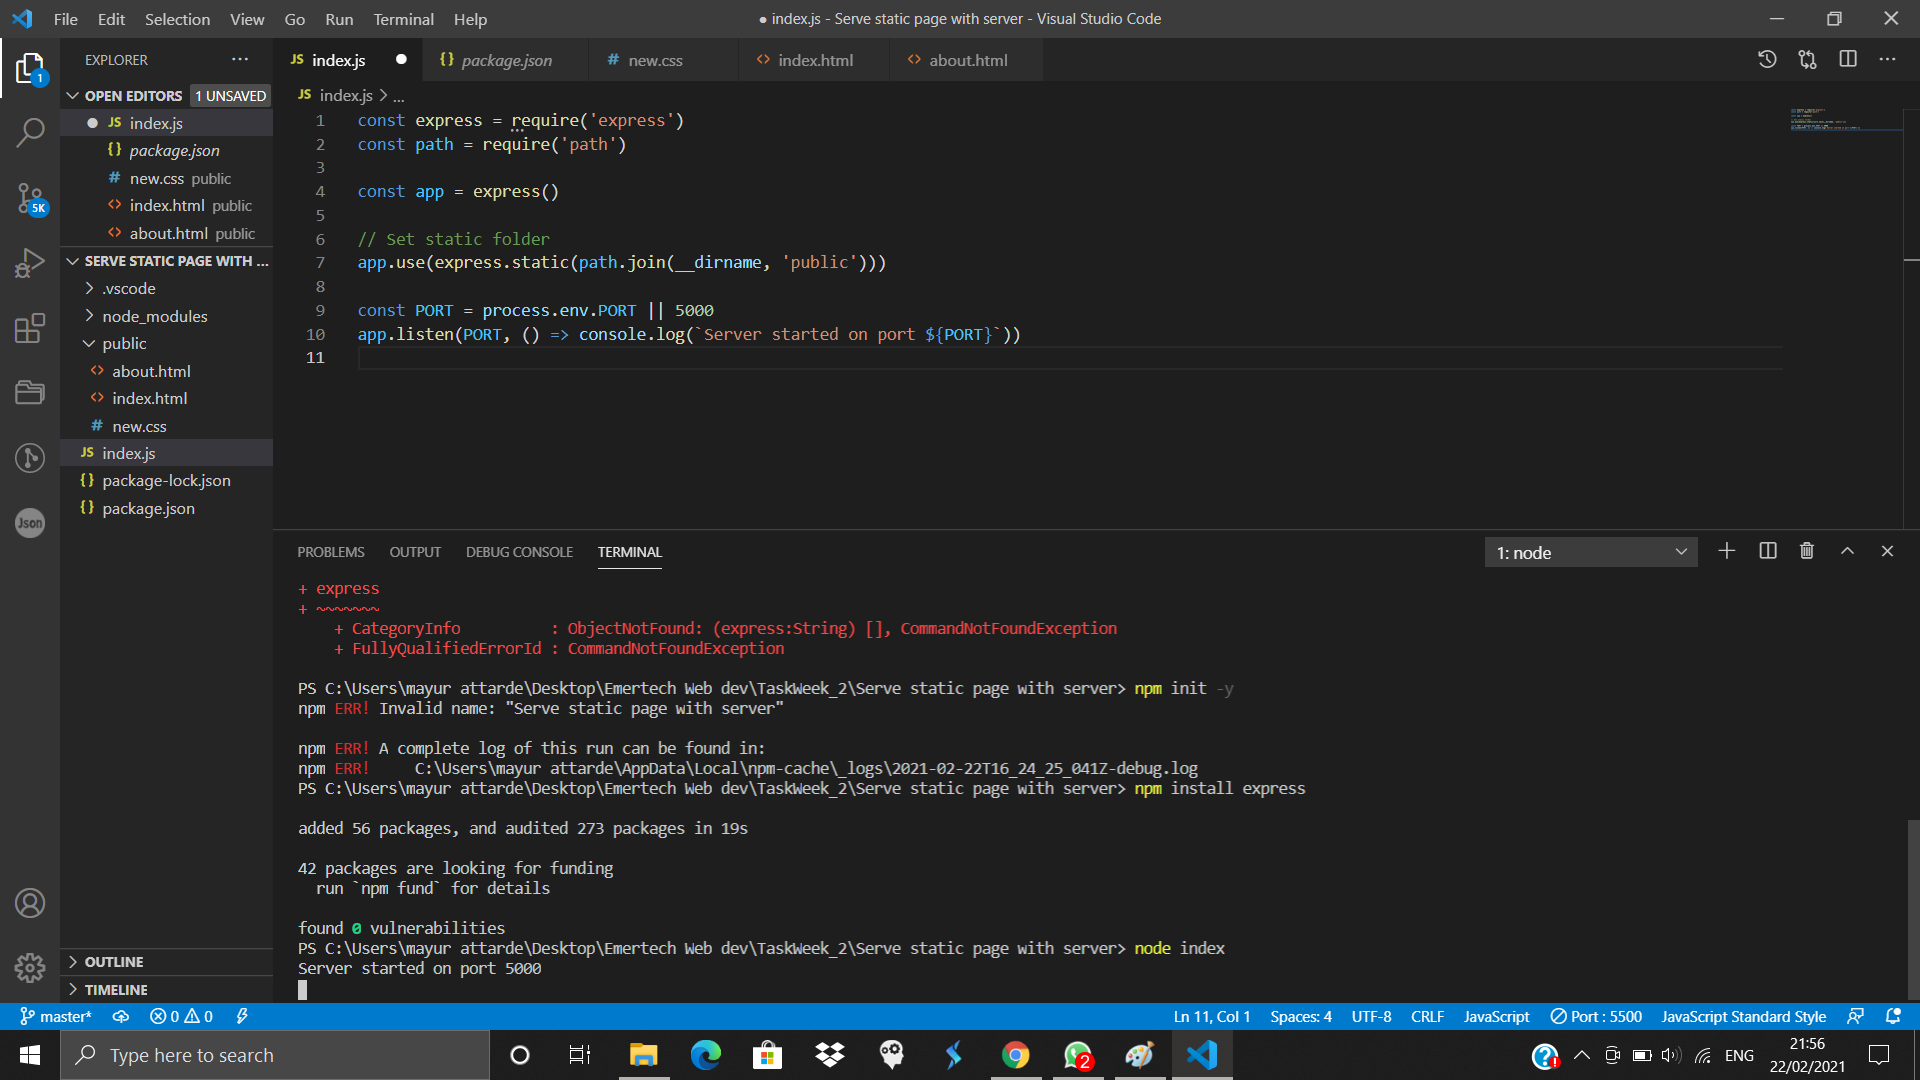 File Edit Selection View Go Run Terminal Help
● index.js - Serve static page with server - Visual Studio Code
EXPLORER
OPEN EDITORS 1 UNSAVED
JS index.js
{} package.json
# new.css public
<> index.html public
<> about.html public
SERVE STATIC PAGE WITH ...
.vscode
node_modules
public
<> about.html
<> index.html
# new.css
JS index.js
{} package-lock.json
{} package.json
OUTLINE
TIMELINE
1
5K
Json
JS index.js ● {} package.json # new.css <> index.html <> about.html
JS index.js > ...
1 const express = require('express')
2 const path = require('path')
3
4 const app = express()
5
6 // Set static folder
7 app.use(express.static(path.join(__dirname, 'public')))
8
9 const PORT = process.env.PORT || 5000
10 app.listen(PORT, () => console.log(`Server started on port ${PORT}`))
11
PROBLEMS OUTPUT DEBUG CONSOLE TERMINAL
1: node
+ express
+ ~~~~~~~
+ CategoryInfo : ObjectNotFound: (express:String) [], CommandNotFoundException
+ FullyQualifiedErrorId : CommandNotFoundException
PS C:\Users\mayur attarde\Desktop\Emertech Web dev\TaskWeek_2\Serve static page with server> npm init -y
npm ERR! Invalid name: "Serve static page with server"
npm ERR! A complete log of this run can be found in:
npm ERR! C:\Users\mayur attarde\AppData\Local\npm-cache\_logs\2021-02-22T16_24_25_041Z-debug.log
PS C:\Users\mayur attarde\Desktop\Emertech Web dev\TaskWeek_2\Serve static page with server> npm install express
added 56 packages, and audited 273 packages in 19s
42 packages are looking for funding
run `npm fund` for details
found 0 vulnerabilities
PS C:\Users\mayur attarde\Desktop\Emertech Web dev\TaskWeek_2\Serve static page with server> node index
Server started on port 5000
master* 0 0 Ln 11, Col 1 Spaces: 4 UTF-8 CRLF JavaScript Port : 5500 JavaScript Standard Style
Type here to search
2
ENG
21:56
22/02/2021